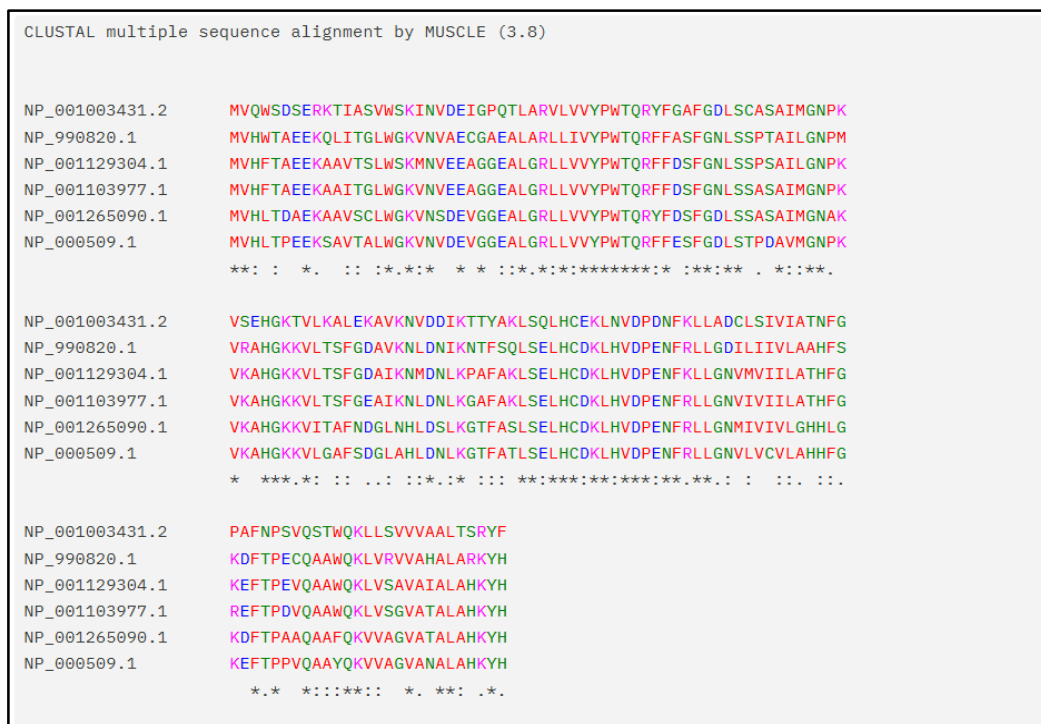 CLUSTAL multiple sequence alignment by MUSCLE (3.8)
NP_001003431.2 MVQWSDSERKTIASVWSKINVDEIGPQTLARVLVVYPWTQRYFGAFGDLSCASAIMGNPK
NP_990820.1 MVHWTAEEKQLITGLWGKVNVAECGAEALARLLIVYPWTQRFFASFGNLSSPTAILGNPM
NP_001129304.1 MVHFTAEEKAAVTSLWSKMNVEEAGGEALGRLLVVYPWTQRFFDSFGNLSSPSAILGNPK
NP_001103977.1 MVHFTAEEKAAITGLWGKVNVEEAGGEALGRLLVVYPWTQRFFDSFGNLSSASAIMGNPK
NP_001265090.1 MVHLTDAEKAAVSCLWGKVNSDEVGGEALGRLLVVYPWTQRYFDSFGDLSSASAIMGNAK
NP_000509.1 MVHLTPEEKSAVTALWGKVNVDEVGGEALGRLLVVYPWTQRFFESFGDLSTPDAVMGNPK
**: :  *. :: :*.*:*  * * ::*.*:*:*******:* :**:** . *::**.
NP_001003431.2 VSEHGKTVLKALEKAVKNVDDIKTTYAKLSQLHCEKLNVDPDNFKLLADCLSIVIATNFG
NP_990820.1 VRAHGKKVLTSFGDAVKNLDNIKNTFSQLSELHCDKLHVDPENFRLLGDILIIVLAAHFS
NP_001129304.1 VKAHGKKVLTSFGDAIKNMDNLKPAFAKLSELHCDKLHVDPENFKLLGNVMVIILATHFG
NP_001103977.1 VKAHGKKVLTSFGEAIKNLDNLKGAFAKLSELHCDKLHVDPENFRLLGNVIVIILATHFG
NP_001265090.1 VKAHGKKVITAFNDGLNHLDSLKGTFASLSELHCDKLHVDPENFRLLGNMIVIVLGHHLG
NP_000509.1 VKAHGKKVLGAFSDGLAHLDNLKGTFATLSELHCDKLHVDPENFRLLGNVLVCVLAHHFG
*  ***.*: :: ..: ::*.:* ::: **:***:**:***:**.**.: :  ::. ::.
NP_001003431.2 PAFNPSVQSTWQKLLSVVVAALTSRYF
NP_990820.1 KDFTPECQAAWQKLVRVVAHALARKYH
NP_001129304.1 KEFTPEVQAAWQKLVSAVAIALAHKYH
NP_001103977.1 REFTPDVQAAWQKLVSGVATALAHKYH
NP_001265090.1 KDFTPAAQAAFQKVVAGVATALAHKYH
NP_000509.1 KEFTPPVQAAYQKVVAGVANALAHKYH
*.*  *:::**::  *. **: .*.